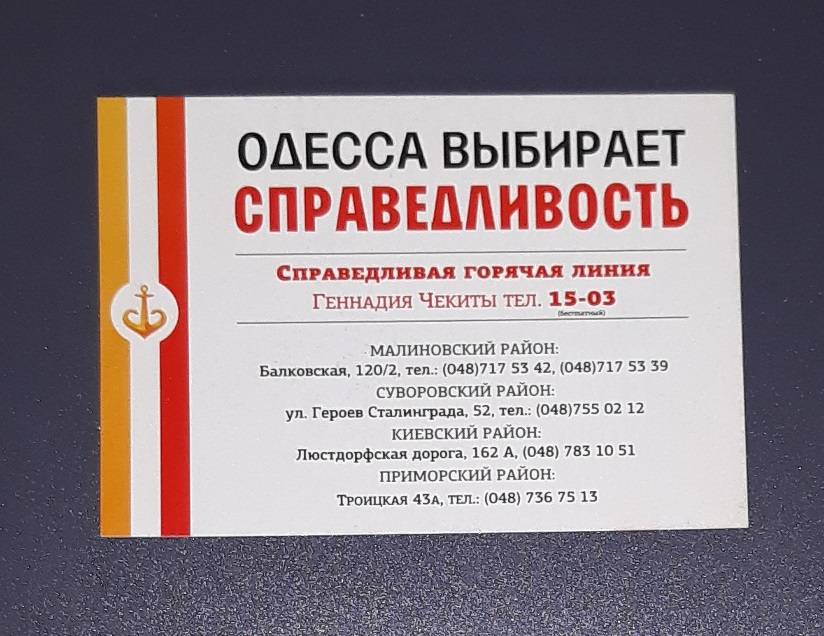 ОДЕССА ВЫБИРАЕТ
СПРАВЕДЛИВОСТЬ
СПРАВЕДЛИВАЯ ГОРЯЧАЯ ЛИНИЯ
ГЕННАДИЯ ЧЕКИТЫ ТЕЛ. 15-03
(бесплатный)
МАЛИНОВСКИЙ РАЙОН:
Балковская, 120/2, тел.: (048)717 53 42, (048)717 53 39
СУВОРОВСКИЙ РАЙОН:
ул. Героев Сталинграда, 52, тел.: (048)755 02 12
КИЕВСКИЙ РАЙОН:
Люстдорфская дорога, 162 А, (048) 783 10 51
ПРИМОРСКИЙ РАЙОН:
ТРОИЦКАЯ 43А, ТЕЛ.: (048) 736 75 13